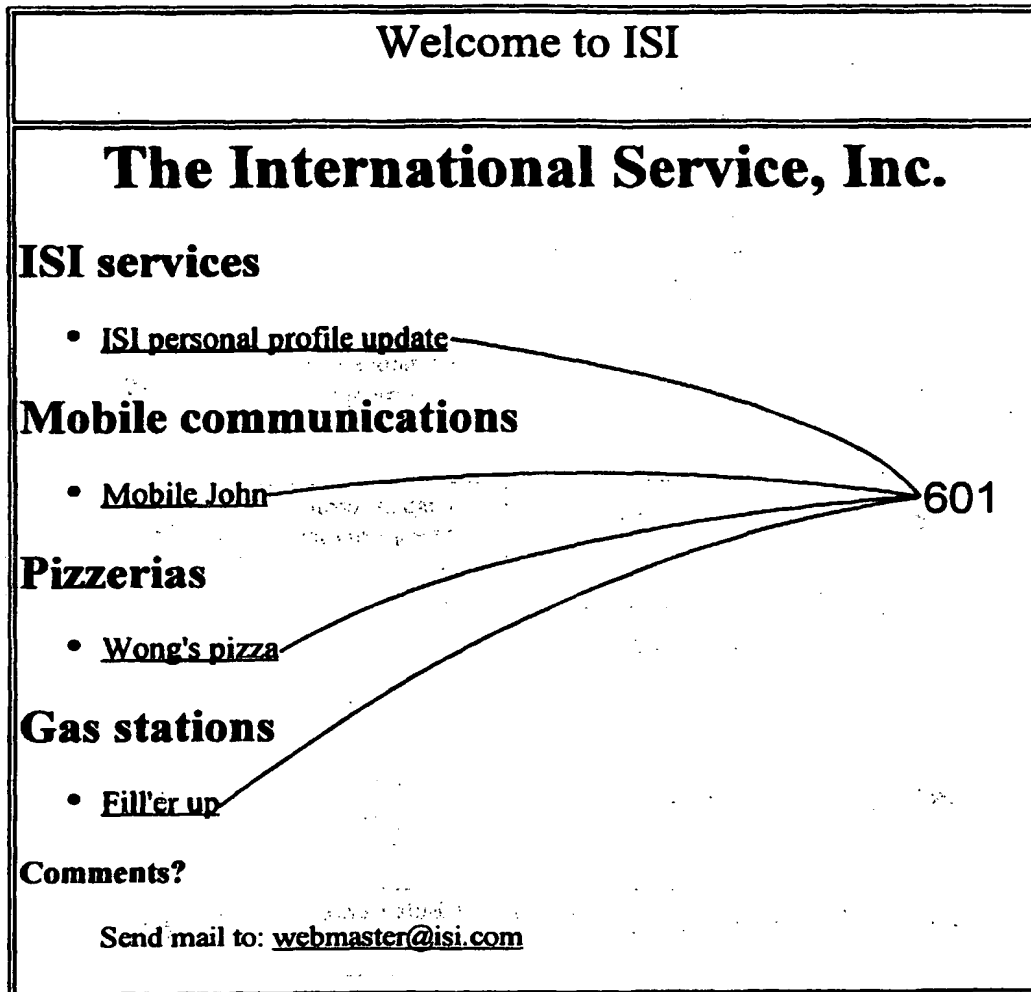 Welcome to ISI
The International Service, Inc.
ISI services
• ISI personal profile update
Mobile communications
• Mobile John
601
Pizzerias
• Wong's pizza
Gas stations
• Fill'er up
Comments?
Send mail to: webmaster@isi.com